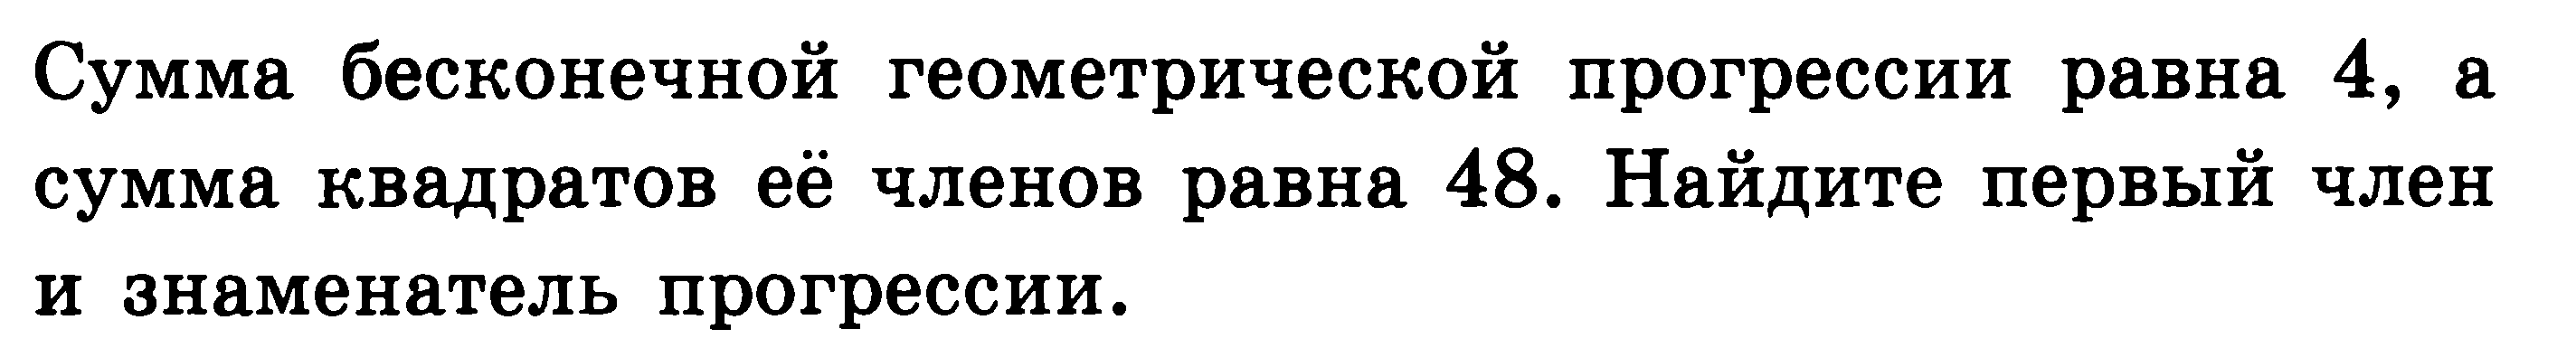 Сумма бесконечной геометрической прогрессии равна 4, а
сумма квадратов её членов равна 48. Найдите первый член
и знаменатель прогрессии.